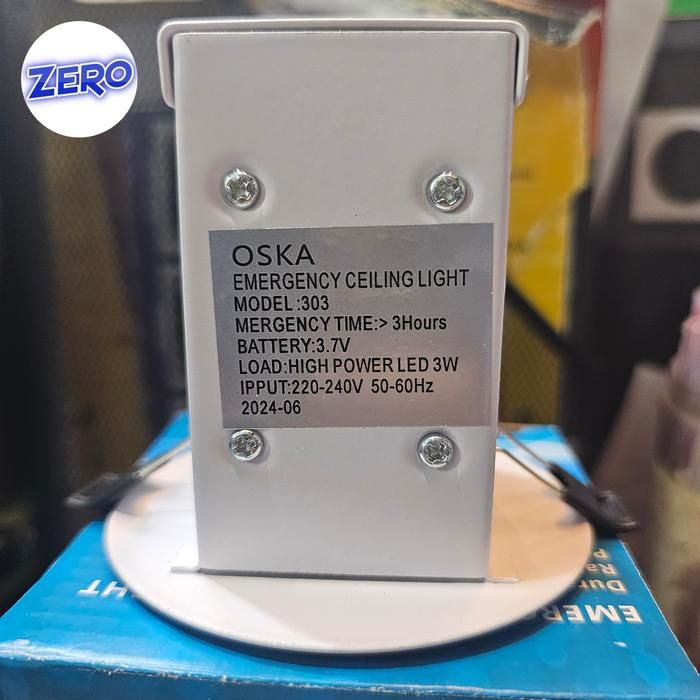 ZERO
OSKA
EMERGENCY CEILING LIGHT
MODEL :303
MERGENCY TIME:> 3Hours
BATTERY:3.7V
LOAD:HIGH POWER LED 3W
IPPUT:220-240V 50-60Hz
2024-06